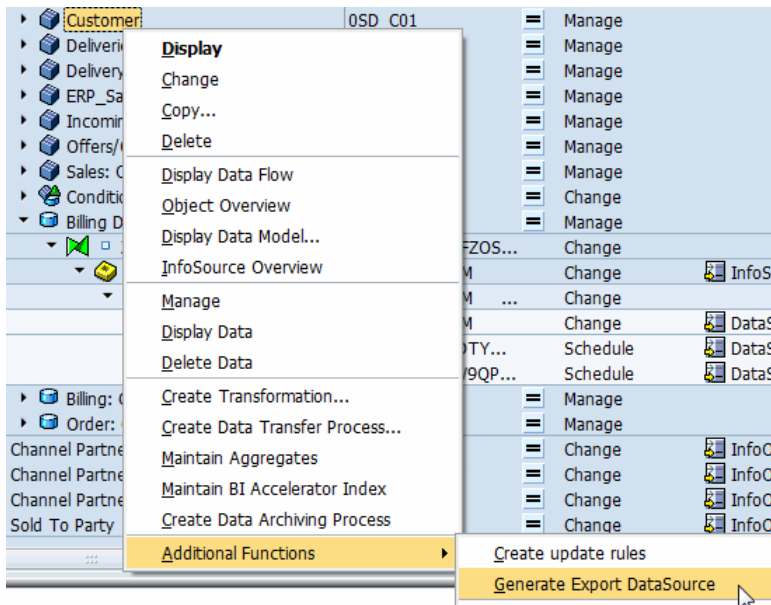 Customer 0SD_C01 Manage
Deliveri Manage
Delivery Manage
ERP_Sa Manage
Incomin Manage
Offers/ Manage
Sales: Manage
Conditi Change
Billing D Manage
FZOS... Change
M Change InfoS
M ... Change
M Change DataS
OTY... Schedule DataS
/9QP... Schedule DataS
Billing: Manage
Order: Manage
Channel Partne Change InfoO
Channel Partne Change InfoO
Channel Partne Change InfoO
Sold To Party Change InfoO
Display
Change
Copy...
Delete
Display Data Flow
Object Overview
Display Data Model...
InfoSource Overview
Manage
Display Data
Delete Data
Create Transformation...
Create Data Transfer Process...
Maintain Aggregates
Maintain BI Accelerator Index
Create Data Archiving Process
Additional Functions
Create update rules
Generate Export DataSource